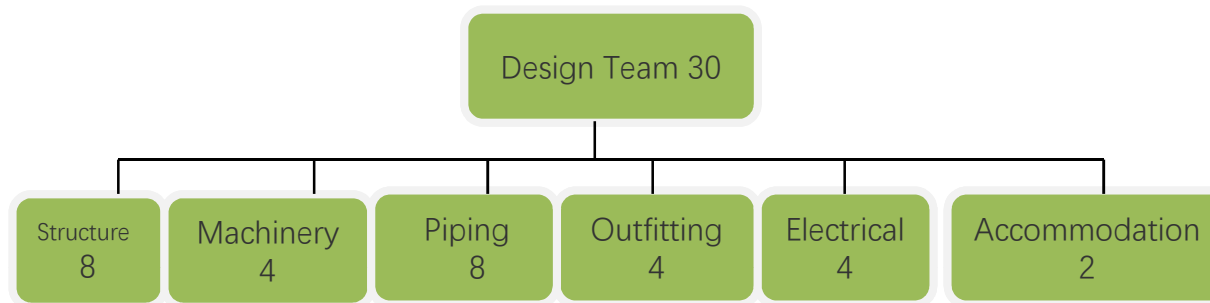 Design Team 30
Structure
8
Machinery
4
Piping
8
Outfitting
4
Electrical
4
Accommodation
2